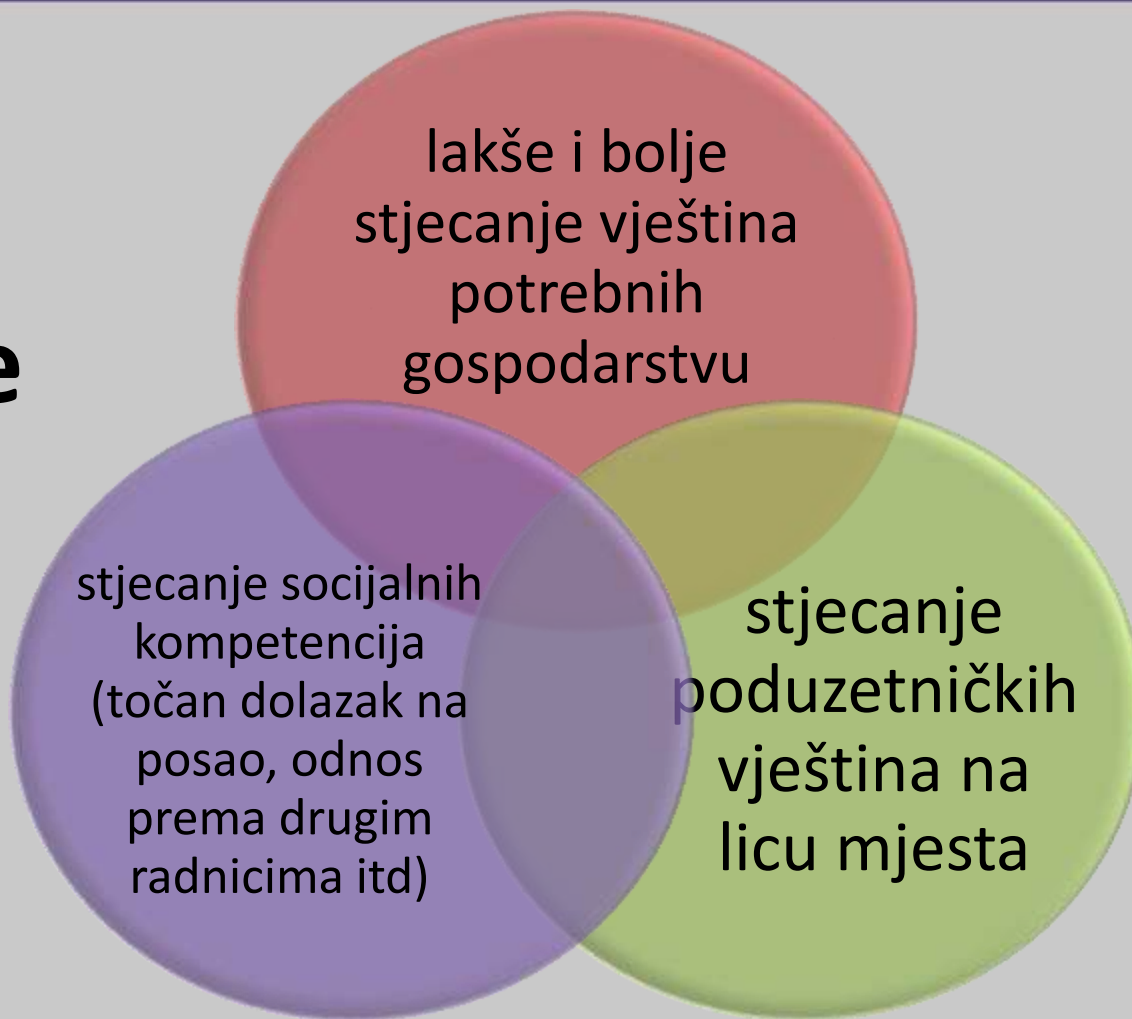 lakše i bolje
stjecanje vještina
potrebnih
gospodarstvu
stjecanje socijalnih
kompetencija
(točan dolazak na
posao, odnos
prema drugim
radnicima itd)
stjecanje
poduzetničkih
vještina na
licu mjesta